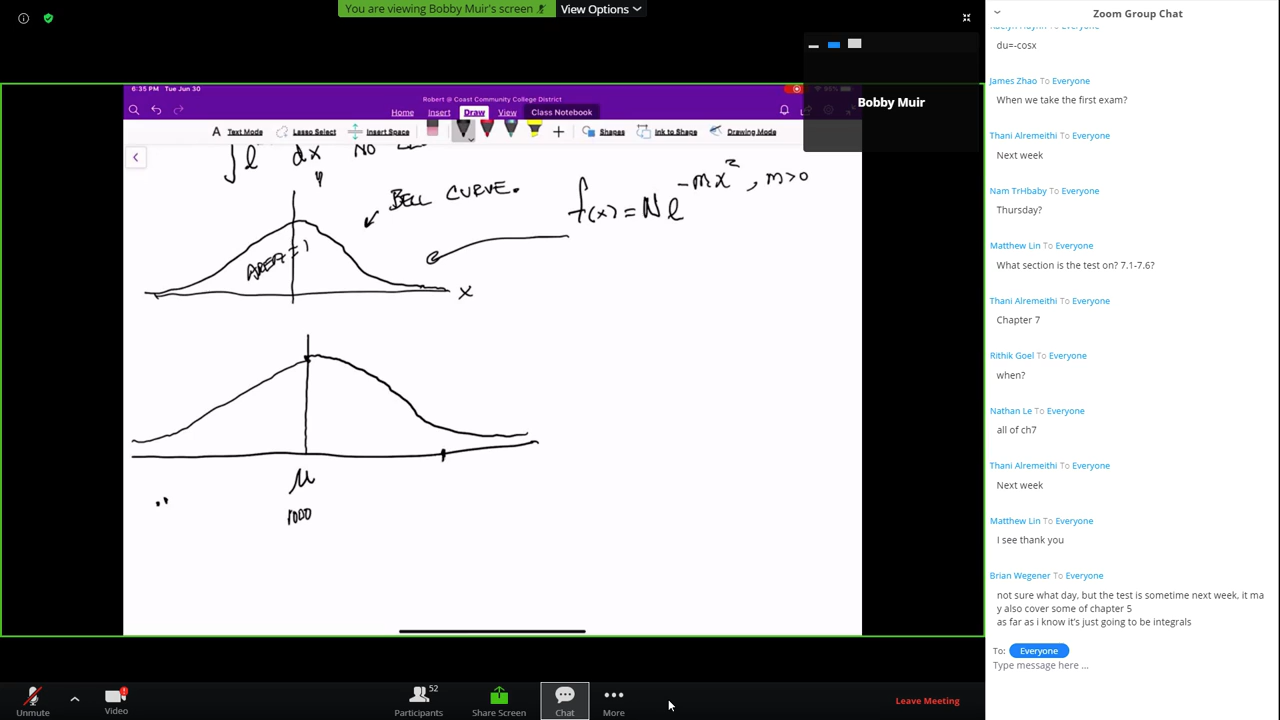 You are viewing Bobby Muir's screen
View Options
Zoom Group Chat
To Everyone
du=-cosx
James Zhao To Everyone
When we take the first exam?
Thani Alremeithi To Everyone
Next week
Nam TrHbaby To Everyone
Thursday?
Matthew Lin To Everyone
What section is the test on? 7.1-7.6?
Thani Alremeithi To Everyone
Chapter 7
Rithik Goel To Everyone
when?
Nathan Le To Everyone
all of ch7
Thani Alremeithi To Everyone
Next week
Matthew Lin To Everyone
I see thank you
Brian Wegener To Everyone
not sure what day, but the test is sometime next week, it ma
y also cover some of chapter 5
as far as i know it's just going to be integrals
To: Everyone
Type message here ...
Bobby Muir
6:35 PM Tue Jun 30
Robert @ Coast Community College District
Home Insert Draw View Class Notebook
Text Mode Lasso Select Insert Space Shapes Ink to Shape Drawing Mode
∫ e dx NO
BELL CURVE.
f(x) = N e^{-mx^2}, m>0
AREA = 1
x
μ
1000
Unmute
Video
52
Participants
Share Screen
Chat
More
Leave Meeting